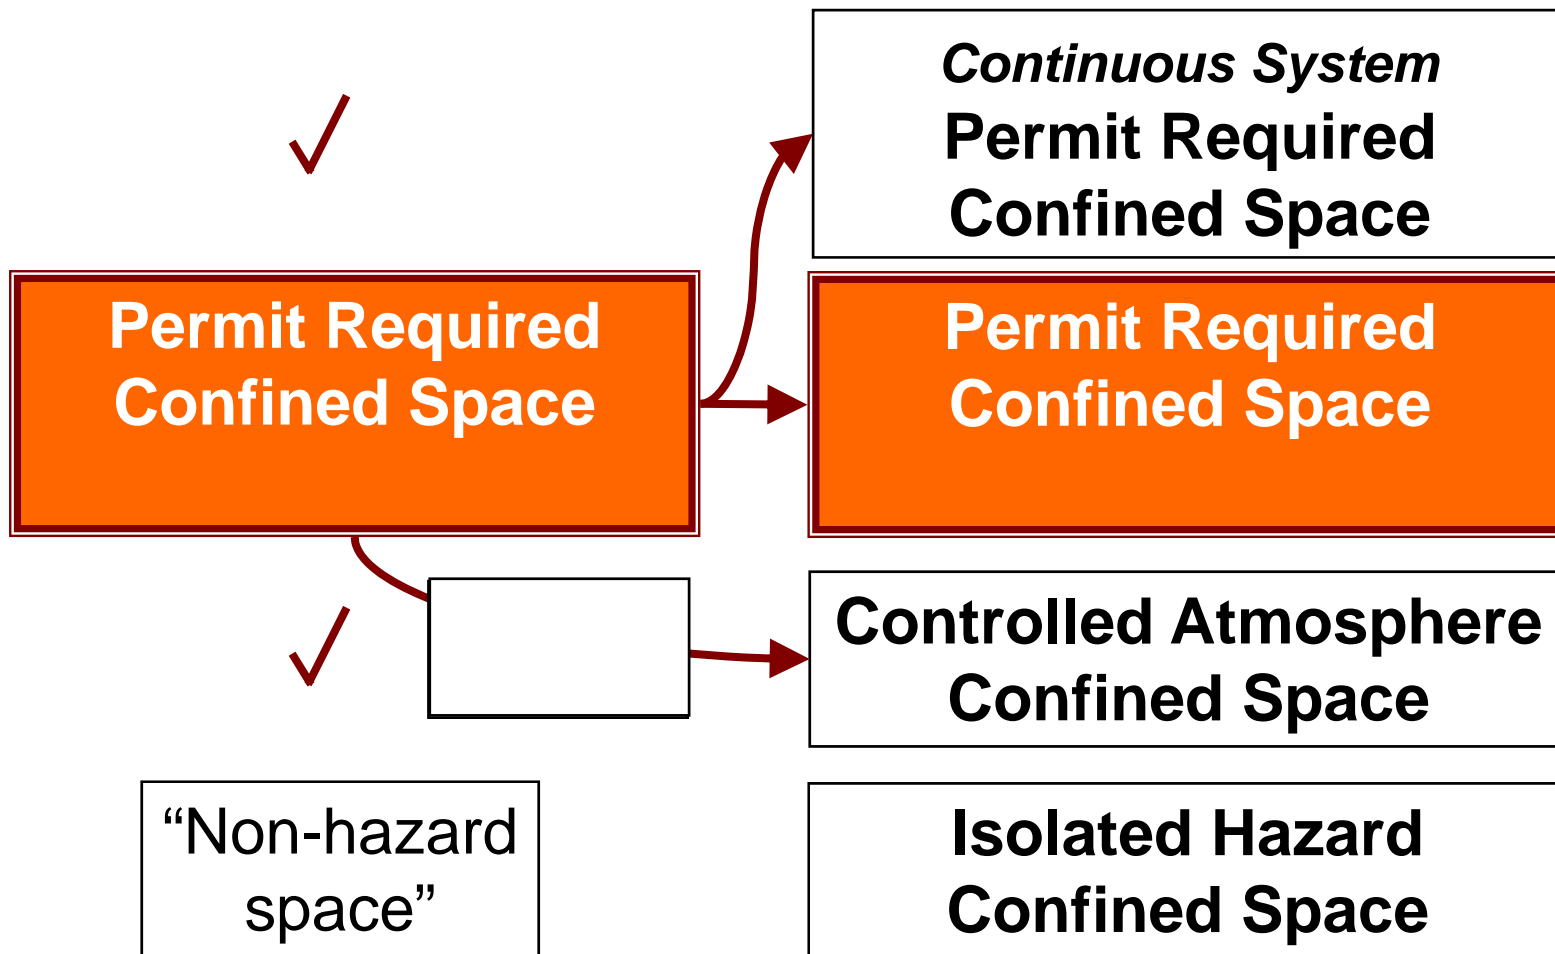 Continuous System
Permit Required
Confined Space
Permit Required
Confined Space
Permit Required
Confined Space
Controlled Atmosphere
Confined Space
“Non-hazard
space”
Isolated Hazard
Confined Space